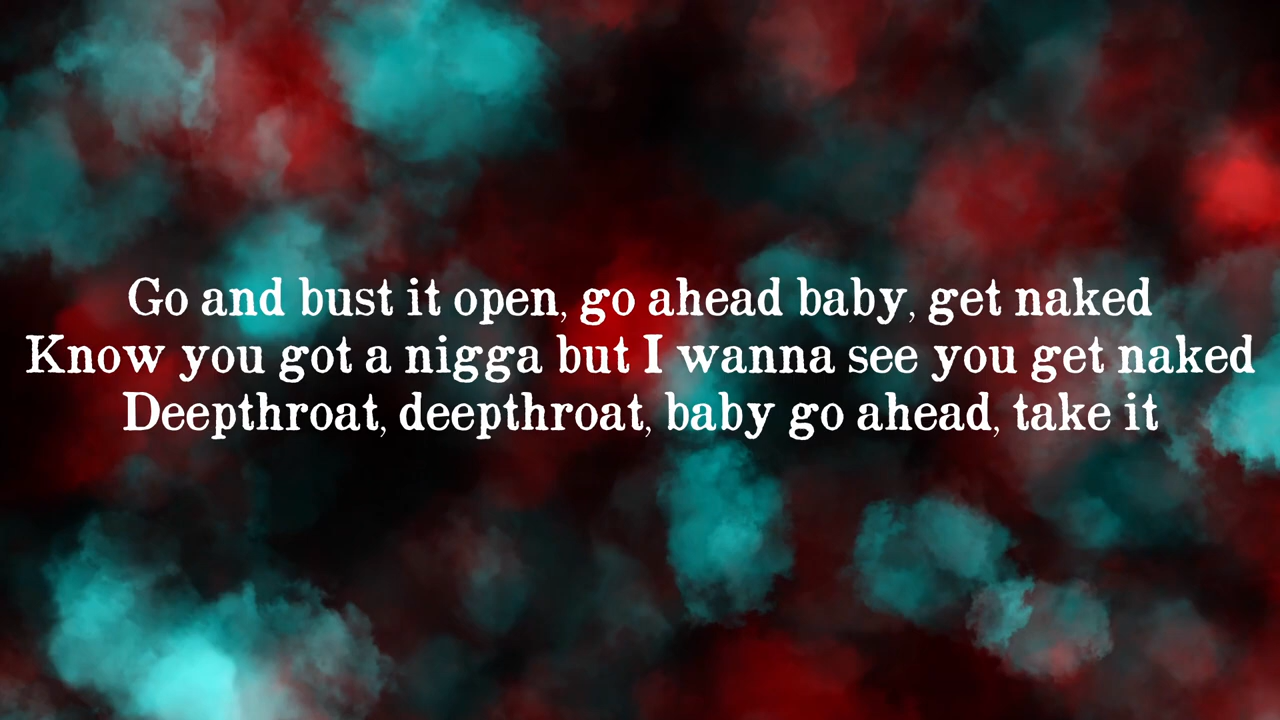 Go and bust it open, go ahead baby, get naked
Know you got a nigga but I wanna see you get naked
Deepthroat, deepthroat, baby go ahead, take it